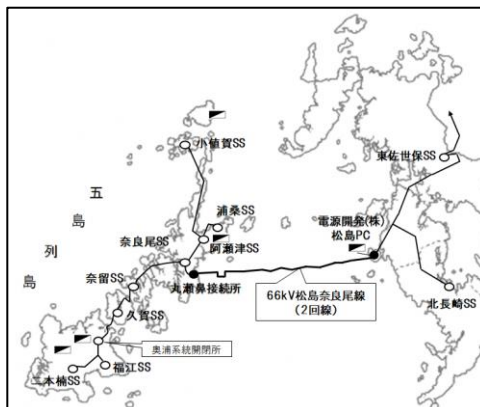 小値賀SS
東佐世保SS
浦桑SS
五島列島
奈良尾SS
阿瀬津SS
電源開発(株)
松島PC
奈留SS
丸瀬鼻接続所
66kV松島奈良尾線
(2回線)
北長崎SS
久賀SS
奥浦系統開閉所
福江SS
二本楠SS